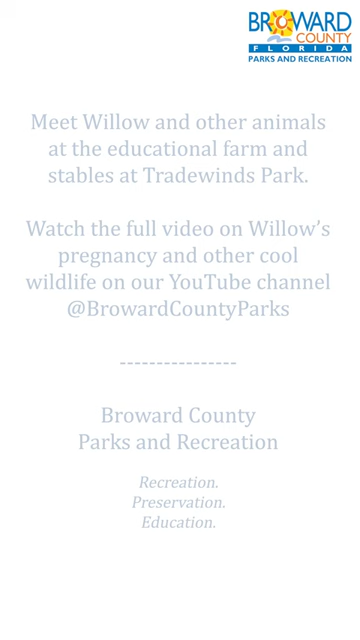 BROWARD
COUNTY
FLORIDA
PARKS AND RECREATION
Meet Willow and other animals
at the educational farm and
stables at Tradewinds Park.
Watch the full video on Willow’s
pregnancy and other cool
wildlife on our YouTube channel
@BrowardCountyParks
----------------
Broward County
Parks and Recreation
Recreation.
Preservation.
Education.